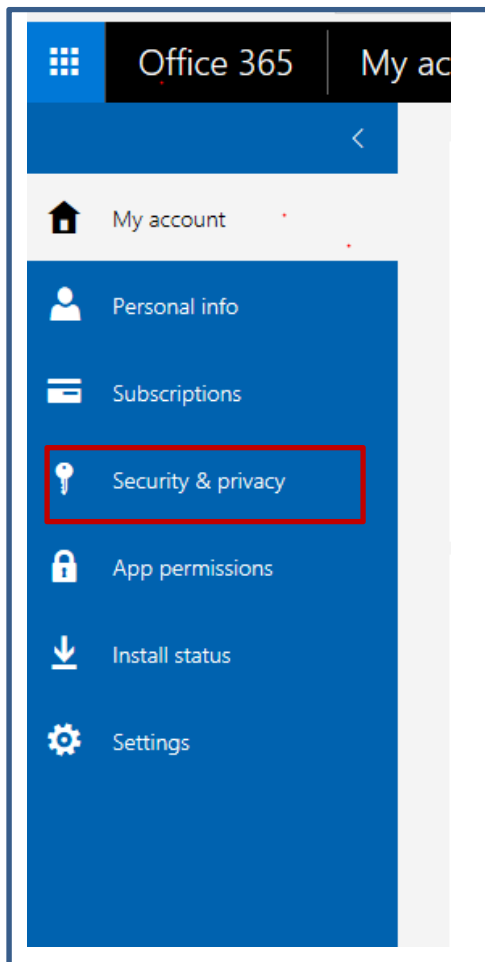 Office 365 My ac
My account
Personal info
Subscriptions
Security & privacy
App permissions
Install status
Settings